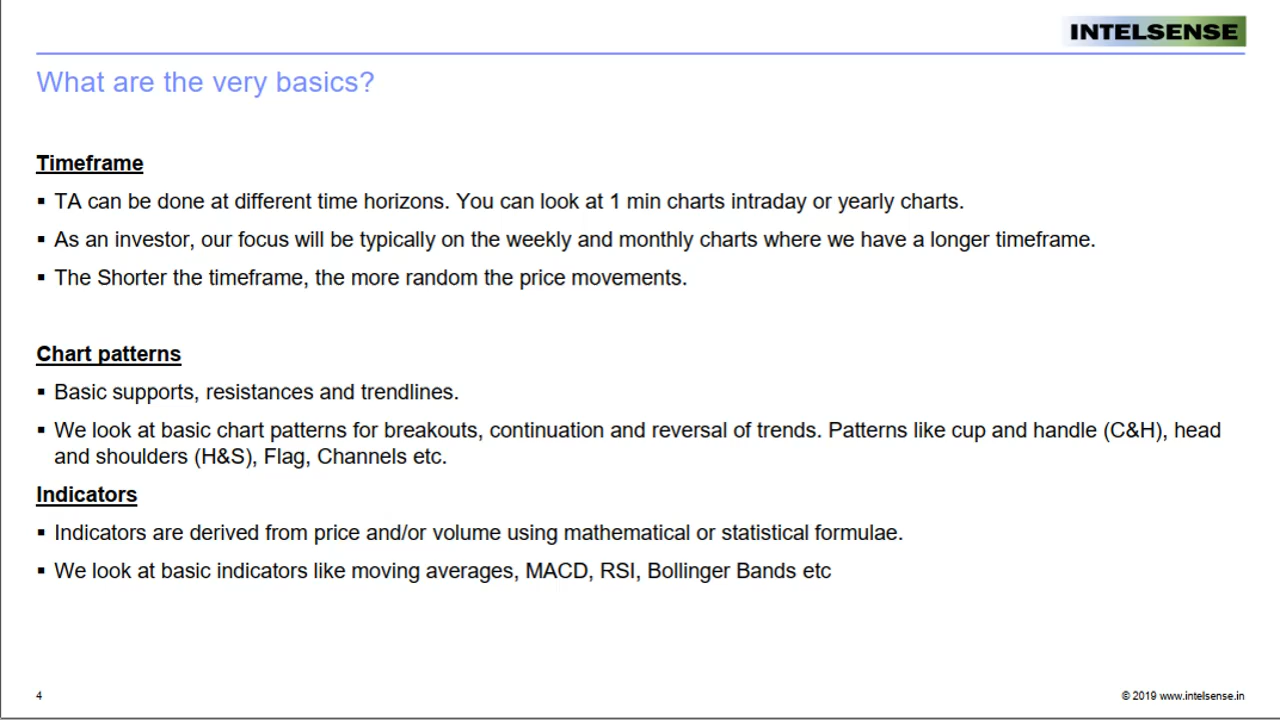 INTELSENSE
What are the very basics?
Timeframe
▪ TA can be done at different time horizons. You can look at 1 min charts intraday or yearly charts.
▪ As an investor, our focus will be typically on the weekly and monthly charts where we have a longer timeframe.
▪ The Shorter the timeframe, the more random the price movements.
Chart patterns
▪ Basic supports, resistances and trendlines.
▪ We look at basic chart patterns for breakouts, continuation and reversal of trends. Patterns like cup and handle (C&H), head
and shoulders (H&S), Flag, Channels etc.
Indicators
▪ Indicators are derived from price and/or volume using mathematical or statistical formulae.
▪ We look at basic indicators like moving averages, MACD, RSI, Bollinger Bands etc
4
© 2019 www.intelsense.in